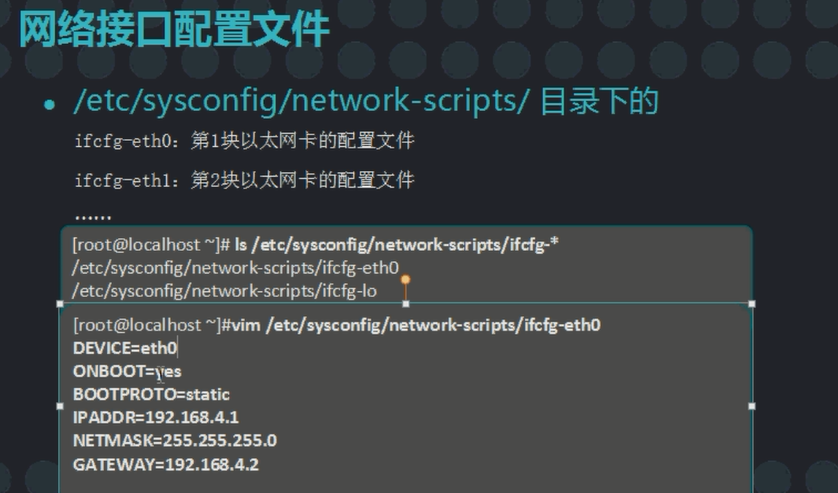 网络接口配置文件
• /etc/sysconfig/network-scripts/ 目录下的
ifcfg-eth0：第1块以太网卡的配置文件
ifcfg-eth1：第2块以太网卡的配置文件
......
[root@localhost ~]# ls /etc/sysconfig/network-scripts/ifcfg-*
/etc/sysconfig/network-scripts/ifcfg-eth0
/etc/sysconfig/network-scripts/ifcfg-lo
[root@localhost ~]#vim /etc/sysconfig/network-scripts/ifcfg-eth0
DEVICE=eth0
ONBOOT=yes
BOOTPROTO=static
IPADDR=192.168.4.1
NETMASK=255.255.255.0
GATEWAY=192.168.4.2